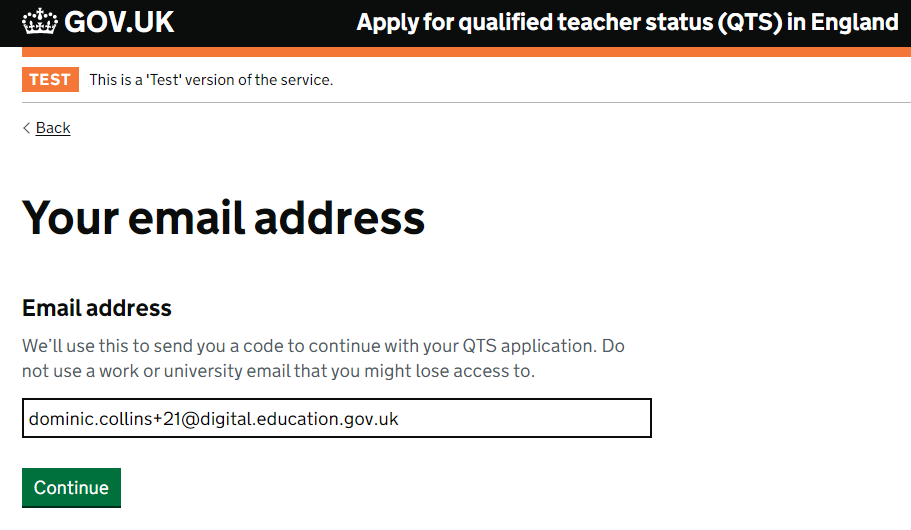 GOV.UK Apply for qualified teacher status (QTS) in England
TEST This is a 'Test' version of the service.
Back
Your email address
Email address
We'll use this to send you a code to continue with your QTS application. Do
not use a work or university email that you might lose access to.
dominic.collins+21@digital.education.gov.uk
Continue